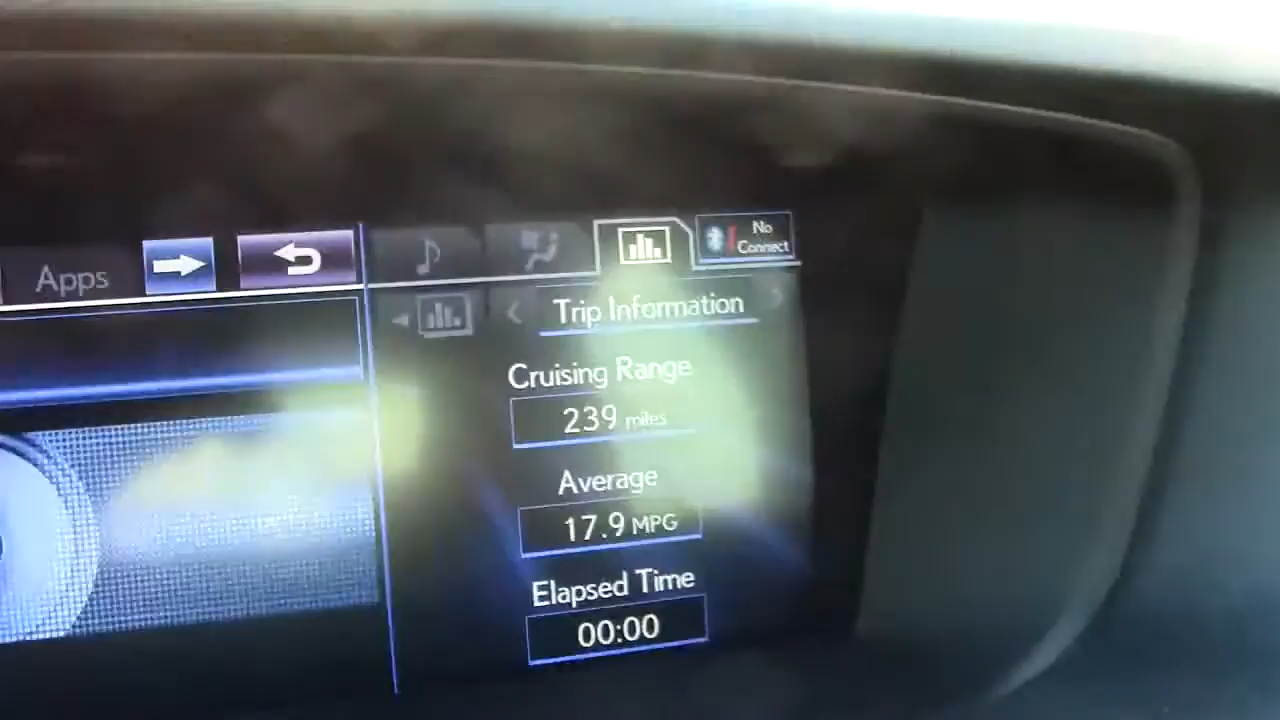 Apps
No
Connect
Trip Information
Cruising Range
239 miles
Average
17.9 MPG
Elapsed Time
00:00